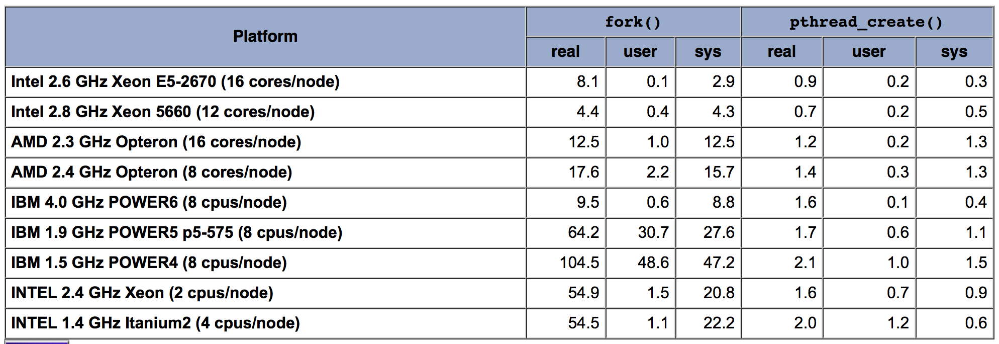 Platform fork() pthread_create()
real user sys real user sys
Intel 2.6 GHz Xeon E5-2670 (16 cores/node) 8.1 0.1 2.9 0.9 0.2 0.3
Intel 2.8 GHz Xeon 5660 (12 cores/node) 4.4 0.4 4.3 0.7 0.2 0.5
AMD 2.3 GHz Opteron (16 cores/node) 12.5 1.0 12.5 1.2 0.2 1.3
AMD 2.4 GHz Opteron (8 cores/node) 17.6 2.2 15.7 1.4 0.3 1.3
IBM 4.0 GHz POWER6 (8 cpus/node) 9.5 0.6 8.8 1.6 0.1 0.4
IBM 1.9 GHz POWER5 p5-575 (8 cpus/node) 64.2 30.7 27.6 1.7 0.6 1.1
IBM 1.5 GHz POWER4 (8 cpus/node) 104.5 48.6 47.2 2.1 1.0 1.5
INTEL 2.4 GHz Xeon (2 cpus/node) 54.9 1.5 20.8 1.6 0.7 0.9
INTEL 1.4 GHz Itanium2 (4 cpus/node) 54.5 1.1 22.2 2.0 1.2 0.6